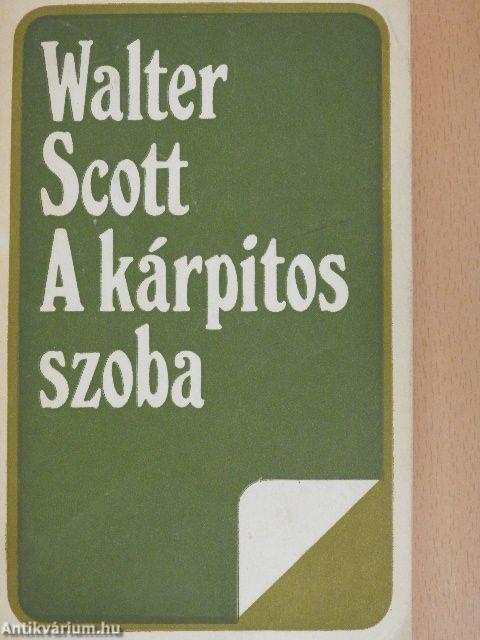 Walter
Scott
A kárpitos
szoba
Antikvárium.hu